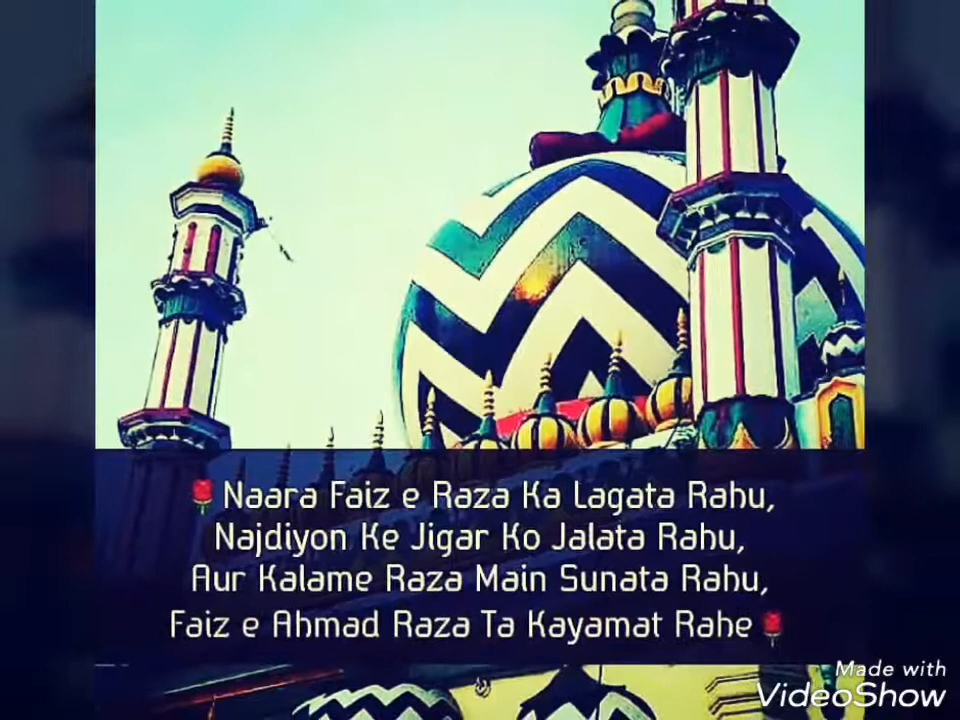 🌹Naara Faiz e Raza Ka Lagata Rahu,
Najdiyon Ke Jigar Ko Jalata Rahu,
Aur Kalame Raza Main Sunata Rahu,
Faiz e Ahmad Raza Ta Kayamat Rahe🌹
Made with
VideoShow